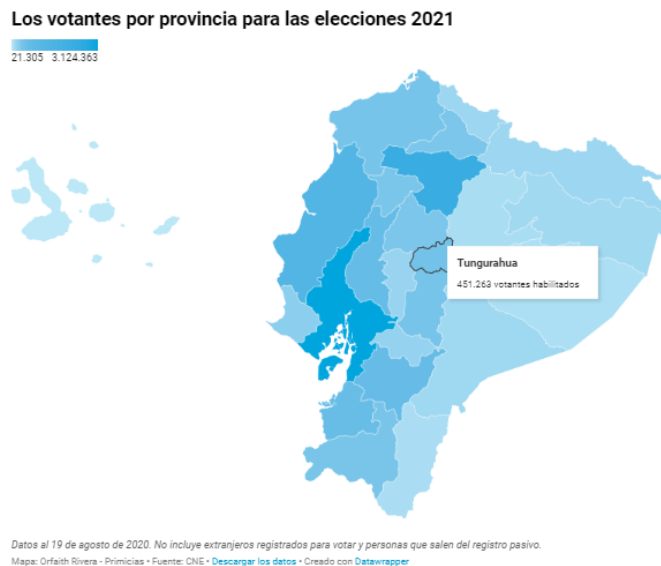 Los votantes por provincia para las elecciones 2021
21.305 3.124.363
Tungurahua
451.263 votantes habilitados
Datos al 19 de agosto de 2020. No incluye extranjeros registrados para votar y personas que salen del registro pasivo.
Mapa: Orfaith Rivera - Primicias • Fuente: CNE • Descargar los datos • Creado con Datawrapper